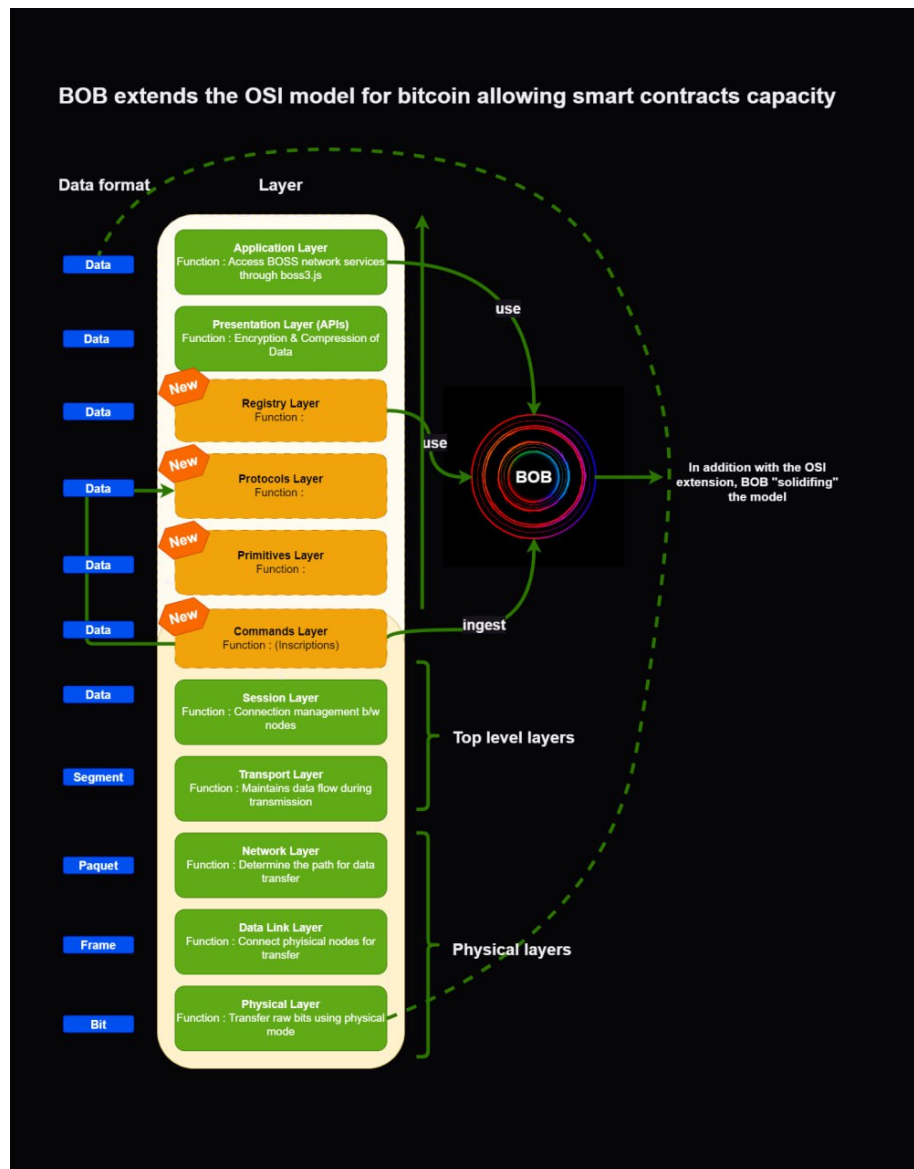 BOB extends the OSI model for bitcoin allowing smart contracts capacity
Data format
Layer
Data
Application Layer
Function : Access BOSS network services
through boss3.js
use
Data
Presentation Layer (APIs)
Function : Encryption & Compression of
Data
New
Data
Registry Layer
Function :
use
New
Data
Protocols Layer
Function :
BOB
In addition with the OSI
extension, BOB "solidifing"
the model
New
Data
Primitives Layer
Function :
New
Data
Commands Layer
Function : (Inscriptions)
ingest
Data
Session Layer
Function : Connection management b/w
nodes
Top level layers
Segment
Transport Layer
Function : Maintains data flow during
transmission
Paquet
Network Layer
Function : Determine the path for data
transfer
Frame
Data Link Layer
Function : Connect phyisical nodes for
transfer
Physical layers
Bit
Physical Layer
Function : Transfer raw bits using physical
mode